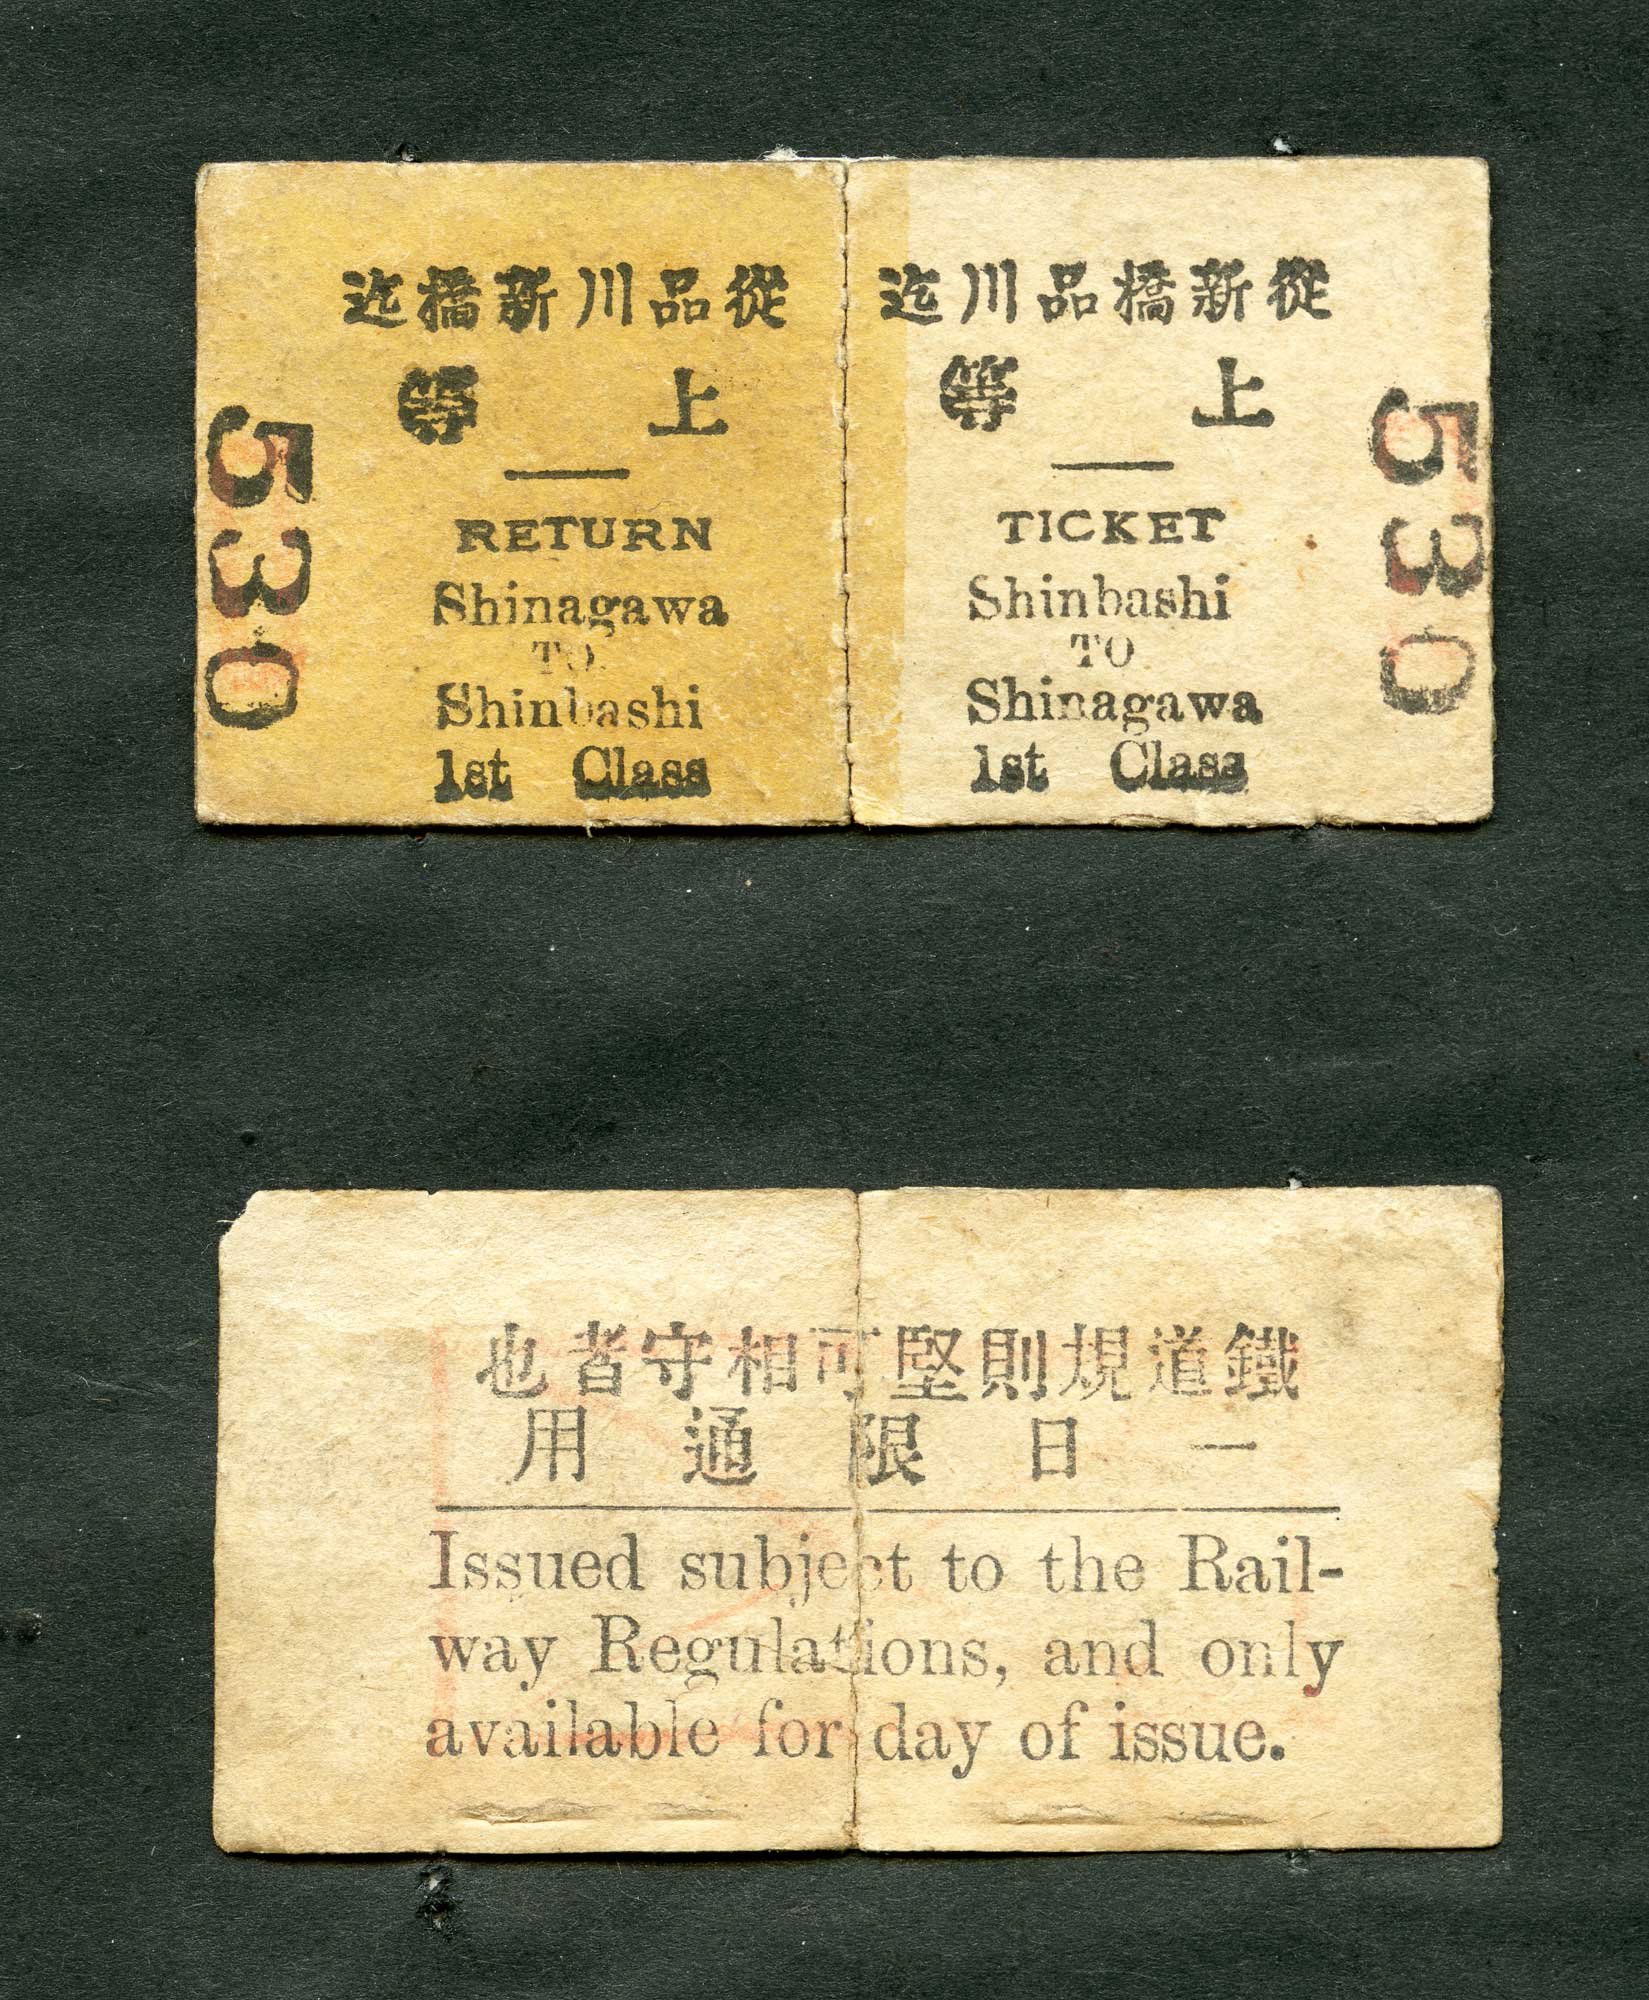 從品川新橋迄
上等
RETURN
Shinagawa
TO
Shinbashi
1st Class
530
從新橋品川迄
上等
TICKET
Shinbashi
TO
Shinagawa
1st Class
530
鐵道規則堅可相守者也
一日限通用
Issued subject to the Rail-
way Regulations, and only
available for day of issue.